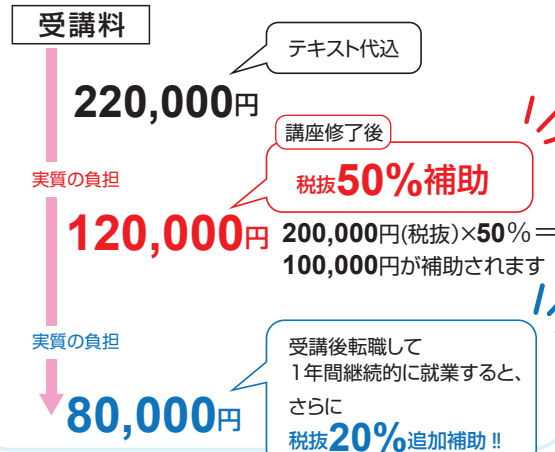 受講料
テキスト代込
220,000円
講座修了後
実質の負担
税抜50%補助
120,000円
200,000円(税抜)×50%＝
100,000円が補助されます
実質の負担
受講後転職して
1年間継続的に就業すると、
さらに
80,000円
税抜20%追加補助!!